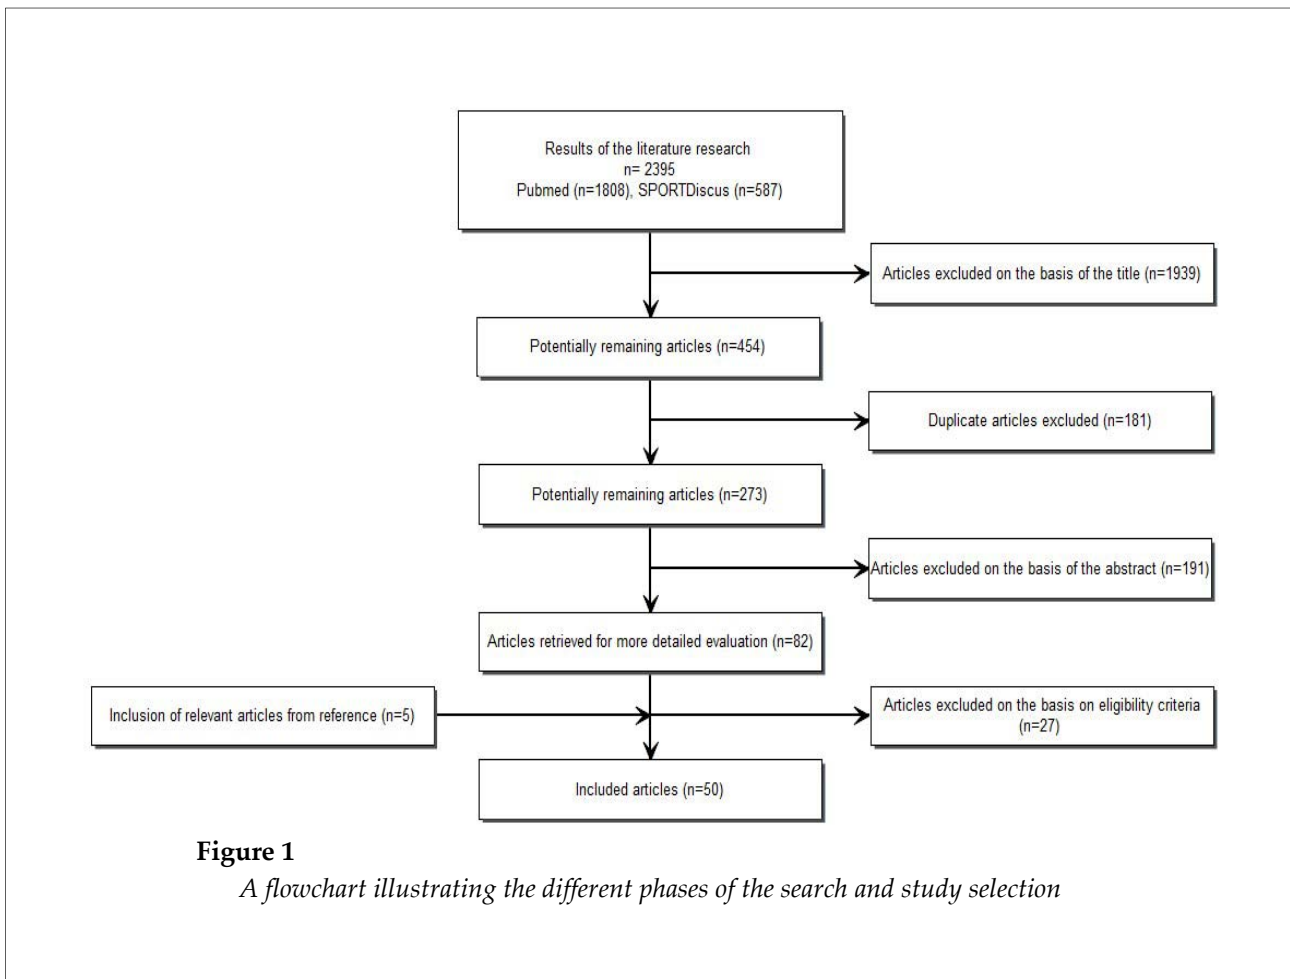 Results of the literature research
n= 2395
Pubmed (n=1808), SPORTDiscus (n=587)
Articles excluded on the basis of the title (n=1939)
Potentially remaining articles (n=454)
Duplicate articles excluded (n=181)
Potentially remaining articles (n=273)
Articles excluded on the basis of the abstract (n=191)
Articles retrieved for more detailed evaluation (n=82)
Inclusion of relevant articles from reference (n=5)
Articles excluded on the basis on eligibility criteria
(n=27)
Included articles (n=50)
Figure 1
A flowchart illustrating the different phases of the search and study selection